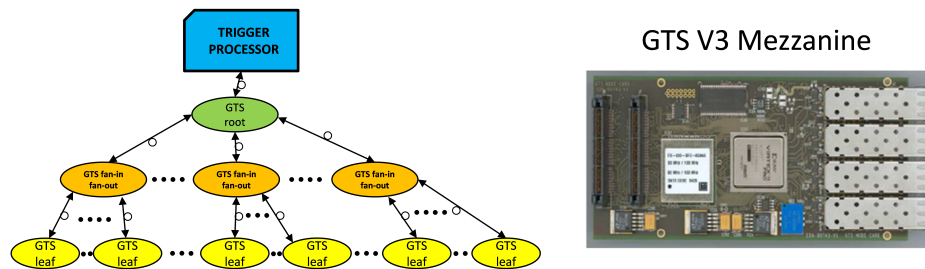 TRIGGER
PROCESSOR
GTS V3 Mezzanine
GTS
root
GTS fan-in
fan-out
GTS fan-in
fan-out
GTS fan-in
fan-out
GTS
leaf
GTS
leaf
GTS
leaf
GTS
leaf
GTS
leaf
GTS
leaf